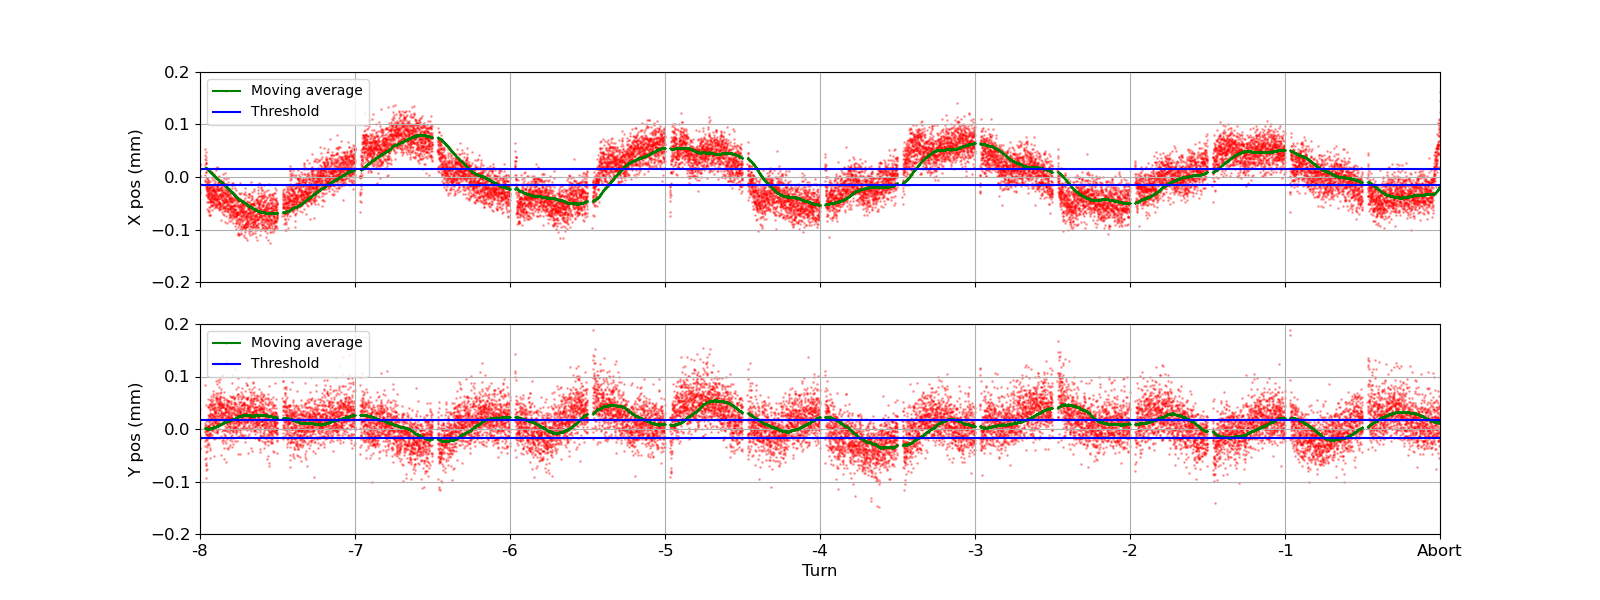 0.2
0.1
0.0
−0.1
−0.2
X pos (mm)
Moving average
Threshold
0.2
0.1
0.0
−0.1
−0.2
Y pos (mm)
Moving average
Threshold
-8 -7 -6 -5 -4 -3 -2 -1 Abort
Turn